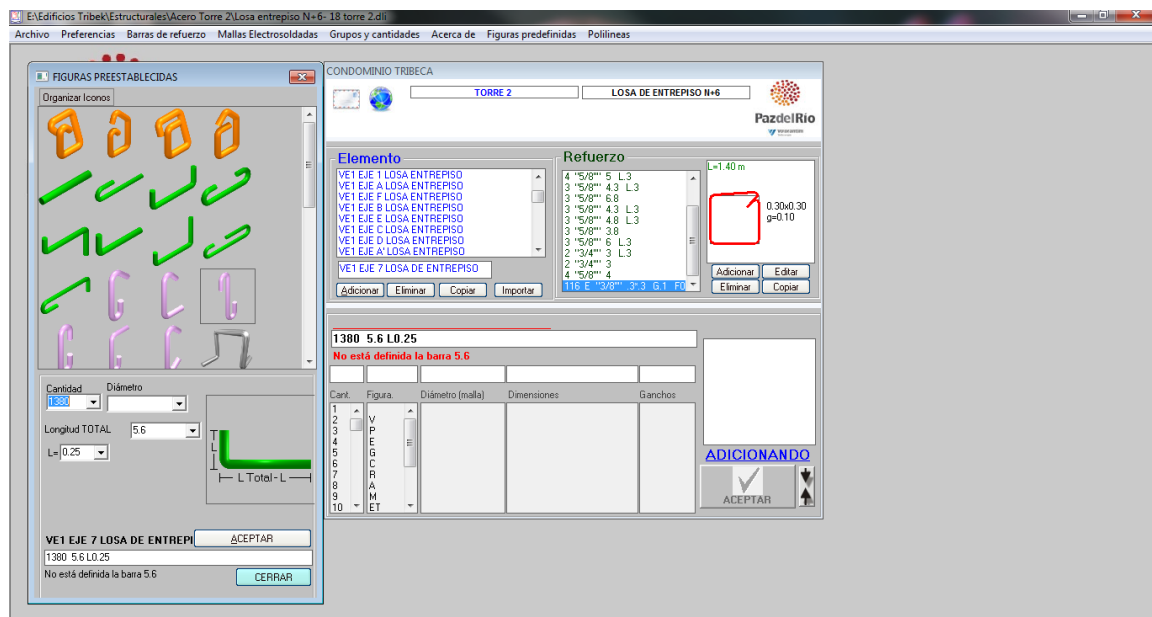 E:\Edificios Tribek\Estructurales\Acero Torre 2\Losa entrepiso N+6- 18 torre 2.dli
Archivo Preferencias Barras de refuerzo Mallas Electrosoldadas Grupos y cantidades Acerca de Figuras predefinidas Polilineas
FIGURAS PREESTABLECIDAS
Organizar Iconos
Cantidad
Diámetro
1380
Longitud TOTAL
5.6
L=
0.25
L
L Total - L
VE1 EJE 7 LOSA DE ENTREPI
ACEPTAR
1380 5.6 L0.25
No está definida la barra 5.6
CERRAR
CONDOMINIO TRIBECA
TORRE 2
LOSA DE ENTREPISO N+6
PazdelRío
Elemento
VE1 EJE 1 LOSA ENTREPISO
VE1 EJE A LOSA ENTREPISO
VE1 EJE F LOSA ENTREPISO
VE1 EJE B LOSA ENTREPISO
VE1 EJE E LOSA ENTREPISO
VE1 EJE C LOSA ENTREPISO
VE1 EJE D LOSA ENTREPISO
VE1 EJE A' LOSA ENTREPISO
VE1 EJE 7 LOSA DE ENTREPISO
Adicionar Eliminar Copiar Importar
Refuerzo
4 "5/8"" 5 L.3
3 "5/8"" 4.3 L.3
3 "5/8"" 6.8
3 "5/8"" 4.3 L.3
3 "5/8"" 4.8 L.3
3 "5/8"" 3.8
3 "5/8"" 6 L.3
2 "3/4"" 3 L.3
2 "3/4"" 3
4 "5/8"" 4
116 E "3/8"" .3*.3 G.1 F0
L=1.40 m
0.30x0.30
g=0.10
Adicionar Editar
Eliminar Copiar
1380 5.6 L0.25
No está definida la barra 5.6
Cant. Figura. Diámetro (malla) Dimensiones Ganchos
1
2
3
4
5
6
7
8
9
10
V
P
E
G
C
R
A
M
ET
ADICIONANDO
ACEPTAR